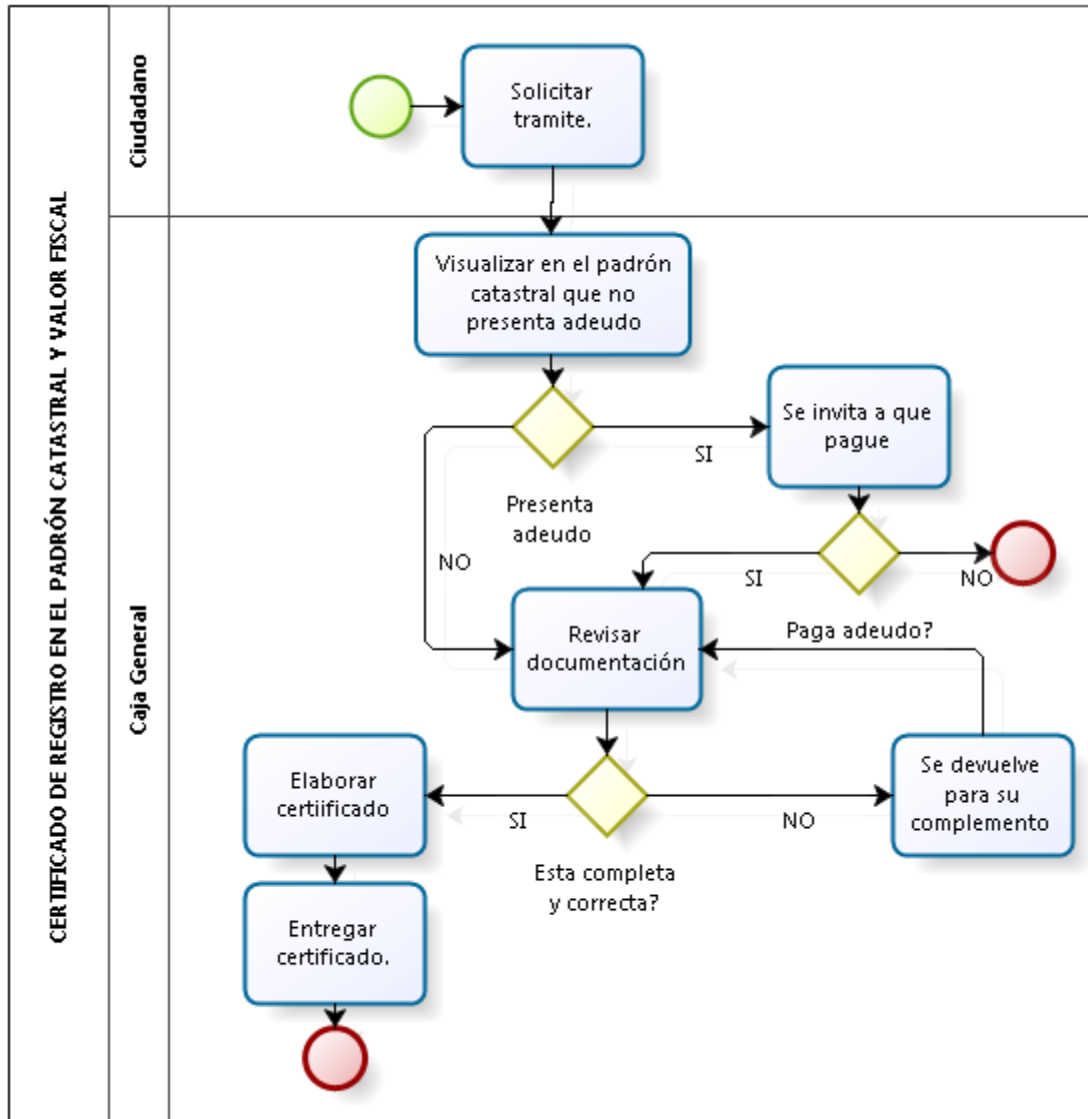 CERTIFICADO DE REGISTRO EN EL PADRÓN CATASTRAL Y VALOR FISCAL
Ciudadano
Solicitar
tramite.
Caja General
Visualizar en el padrón
catastral que no
presenta adeudo
Se invita a que
pague
SI
Presenta
adeudo
NO
SI
NO
Revisar
documentación
Paga adeudo?
Elaborar
certiificado
Se devuelve
para su
complemento
SI
NO
Esta completa
y correcta?
Entregar
certificado.